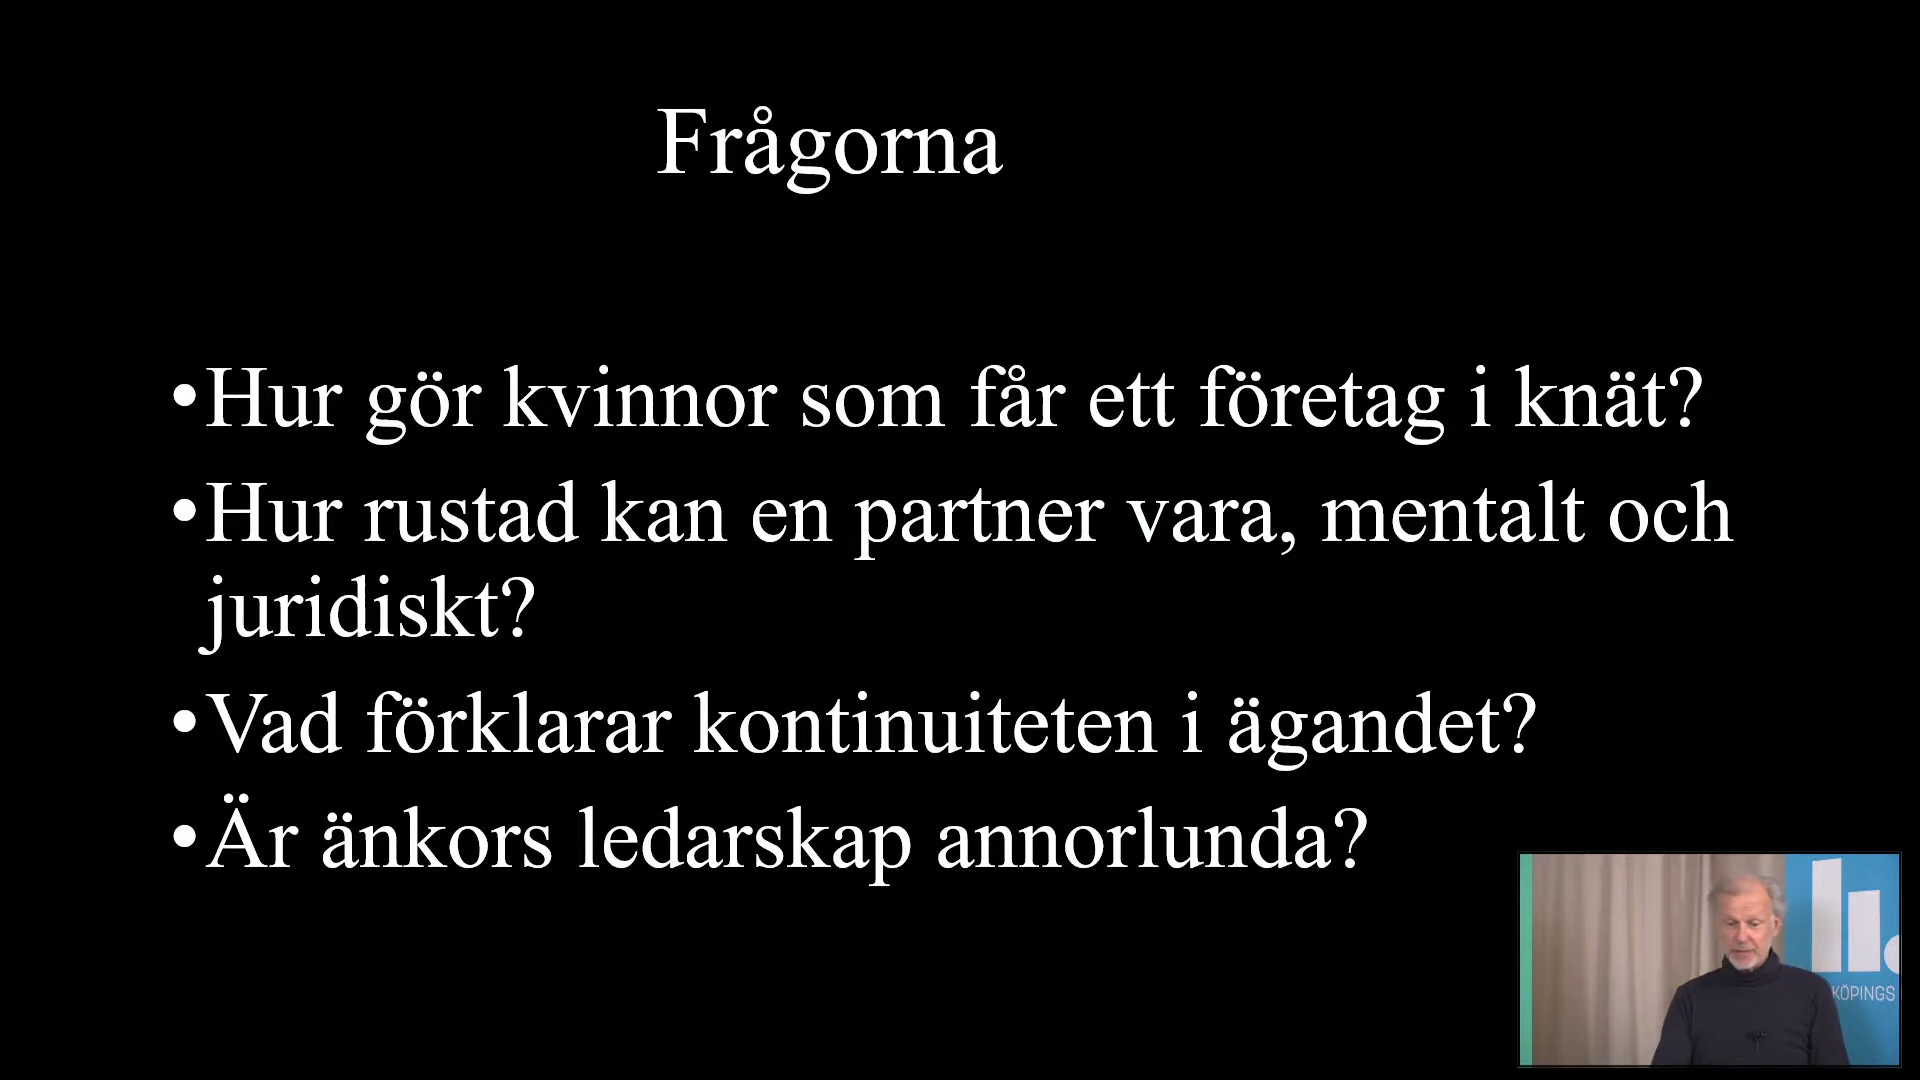 Frågorna
•Hur gör kvinnor som får ett företag i knät?
•Hur rustad kan en partner vara, mentalt och
juridiskt?
•Vad förklarar kontinuiteten i ägandet?
•Är änkors ledarskap annorlunda?
KÖPINGS